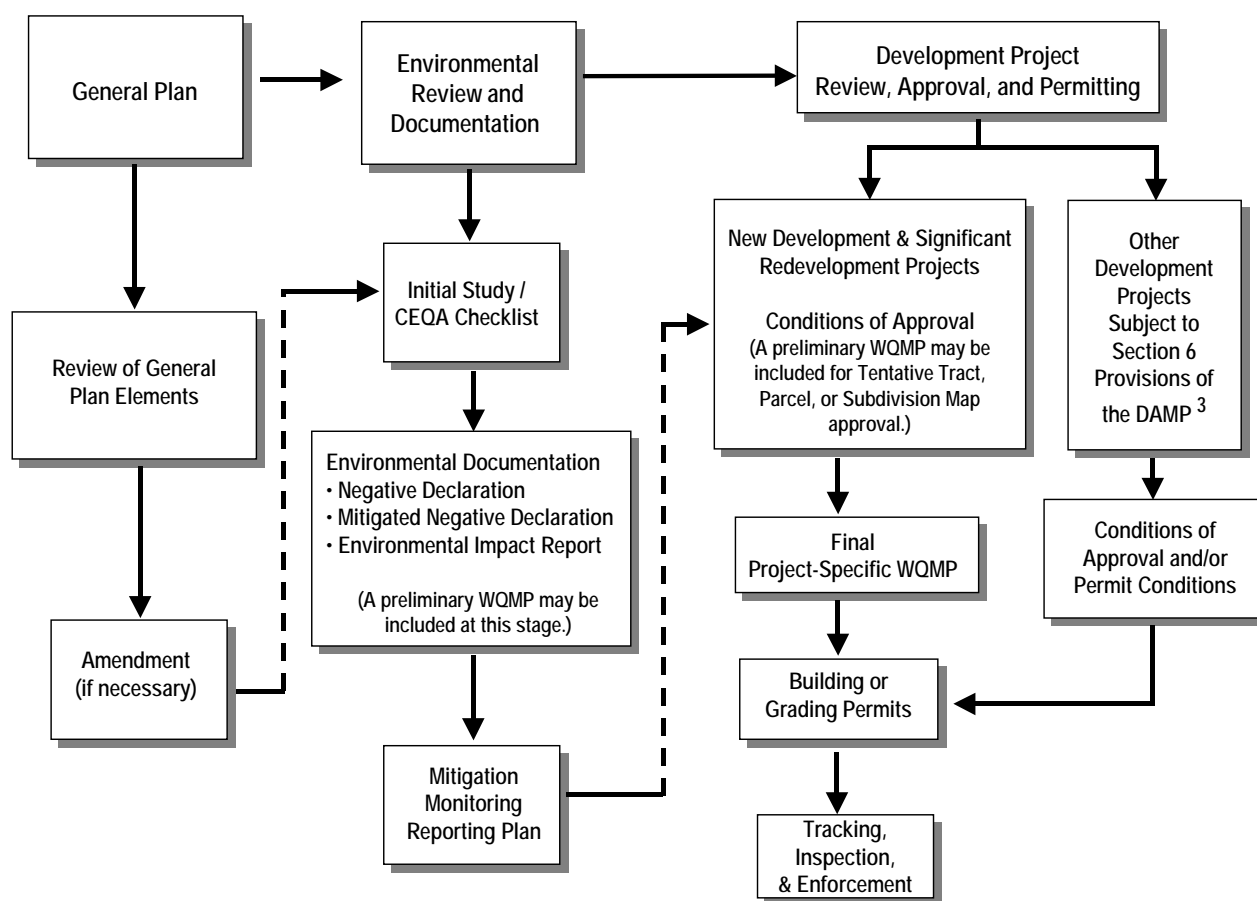 General Plan
Environmental
Review and
Documentation
Development Project
Review, Approval, and Permitting
Review of General
Plan Elements
Amendment
(if necessary)
Initial Study /
CEQA Checklist
Environmental Documentation
• Negative Declaration
• Mitigated Negative Declaration
• Environmental Impact Report
(A preliminary WQMP may be
included at this stage.)
Mitigation
Monitoring
Reporting Plan
New Development & Significant
Redevelopment Projects
Conditions of Approval
(A preliminary WQMP may be
included for Tentative Tract,
Parcel, or Subdivision Map
approval.)
Final
Project-Specific WQMP
Building or
Grading Permits
Tracking,
Inspection,
& Enforcement
Other
Development
Projects
Subject to
Section 6
Provisions of
the DAMP 3
Conditions of
Approval and/or
Permit Conditions